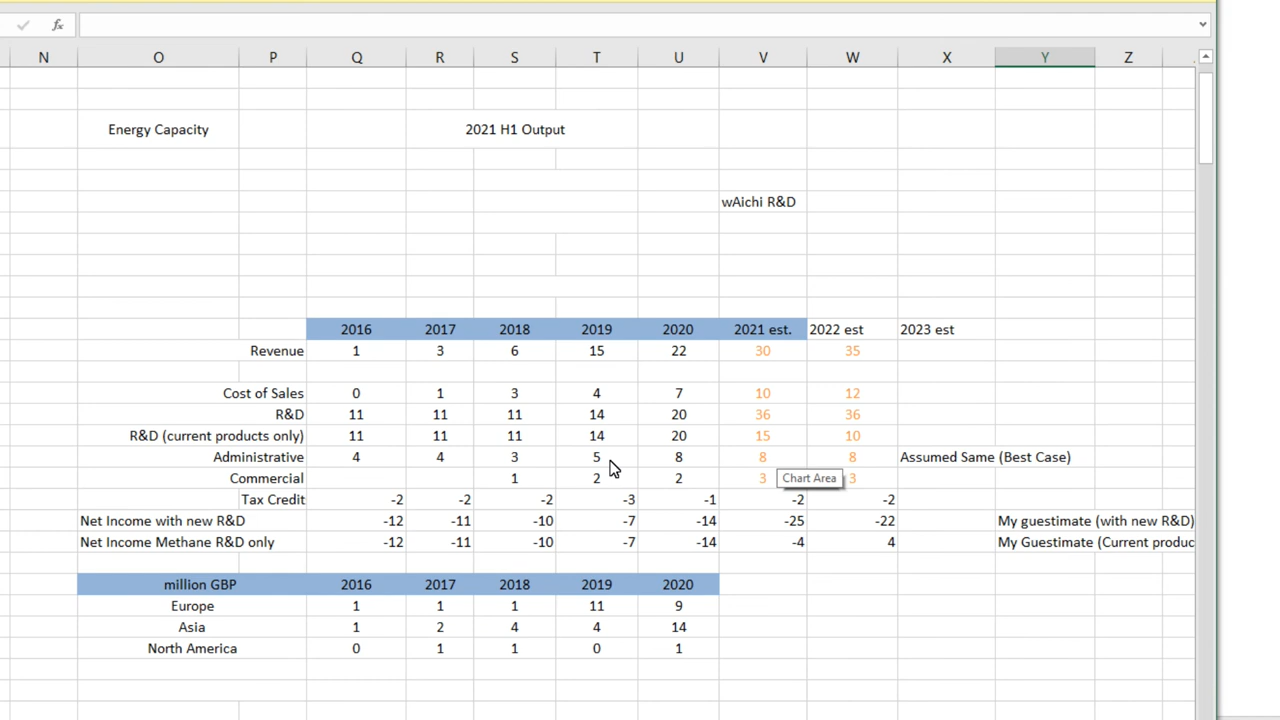 fx
N O P Q R S T U V W X Y Z
Energy Capacity 2021 H1 Output
wAichi R&D
2016 2017 2018 2019 2020 2021 est. 2022 est 2023 est
Revenue 1 3 6 15 22 30 35
Cost of Sales 0 1 3 4 7 10 12
R&D 11 11 11 14 20 36 36
R&D (current products only) 11 11 11 14 20 15 10
Administrative 4 4 3 5 8 8 8 Assumed Same (Best Case)
Commercial 1 2 2 3 Chart Area 3
Tax Credit -2 -2 -2 -3 -1 -2 -2
Net Income with new R&D -12 -11 -10 -7 -14 -25 -22 My guestimate (with new R&D)
Net Income Methane R&D only -12 -11 -10 -7 -14 -4 4 My Guestimate (Current produc
million GBP 2016 2017 2018 2019 2020
Europe 1 1 1 11 9
Asia 1 2 4 4 14
North America 0 1 1 0 1